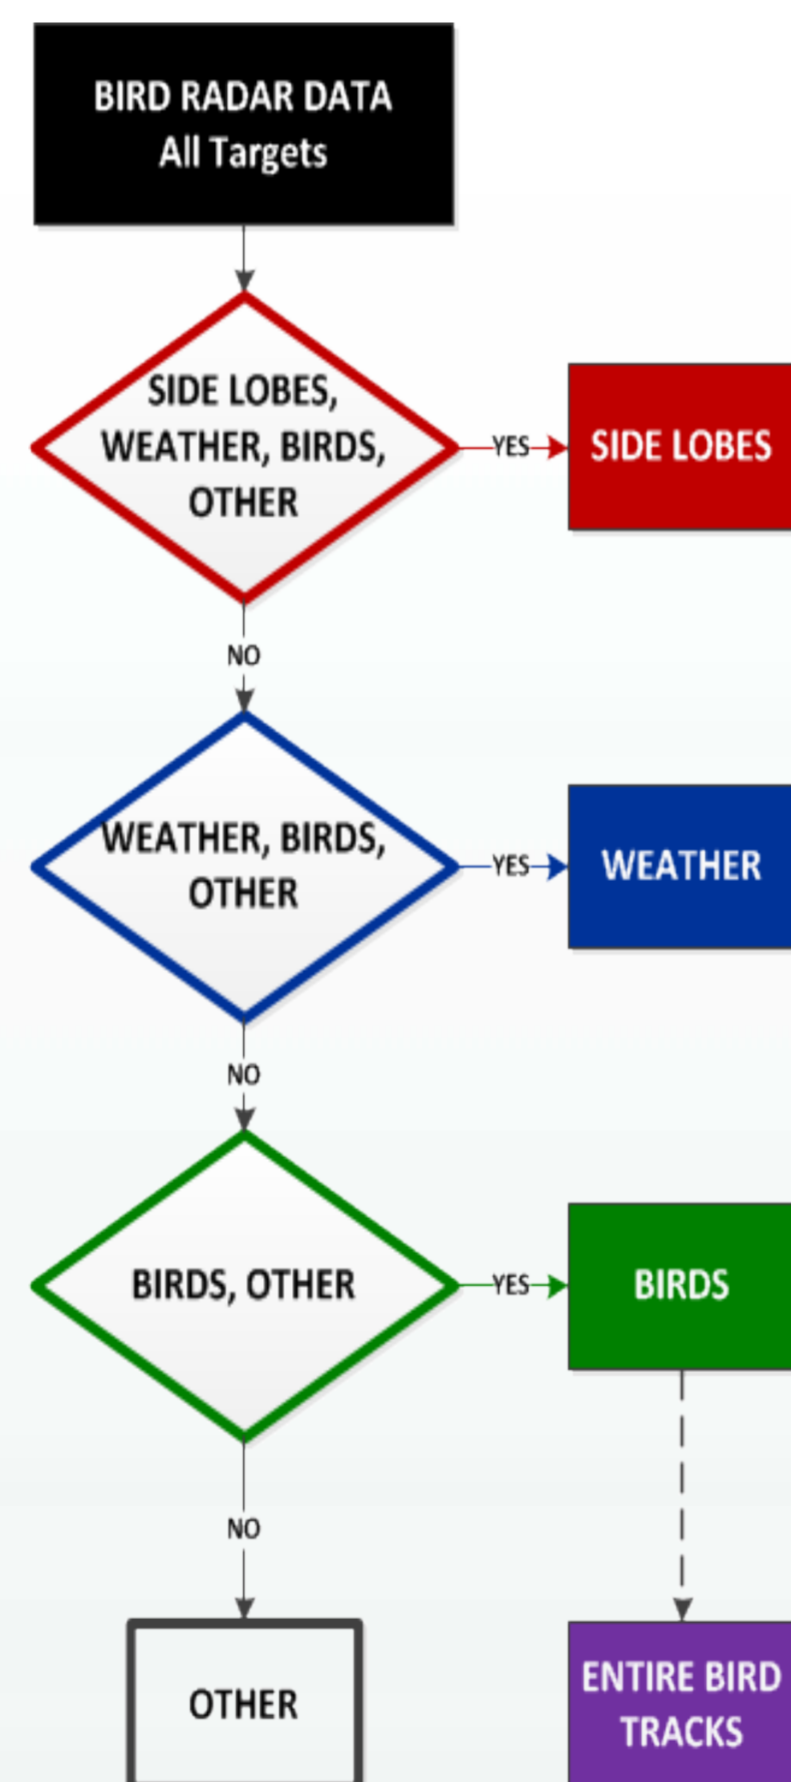 BIRD RADAR DATA
All Targets
SIDE LOBES,
WEATHER, BIRDS,
OTHER
YES
SIDE LOBES
NO
WEATHER, BIRDS,
OTHER
YES
WEATHER
NO
BIRDS, OTHER
YES
BIRDS
NO
OTHER
ENTIRE BIRD
TRACKS